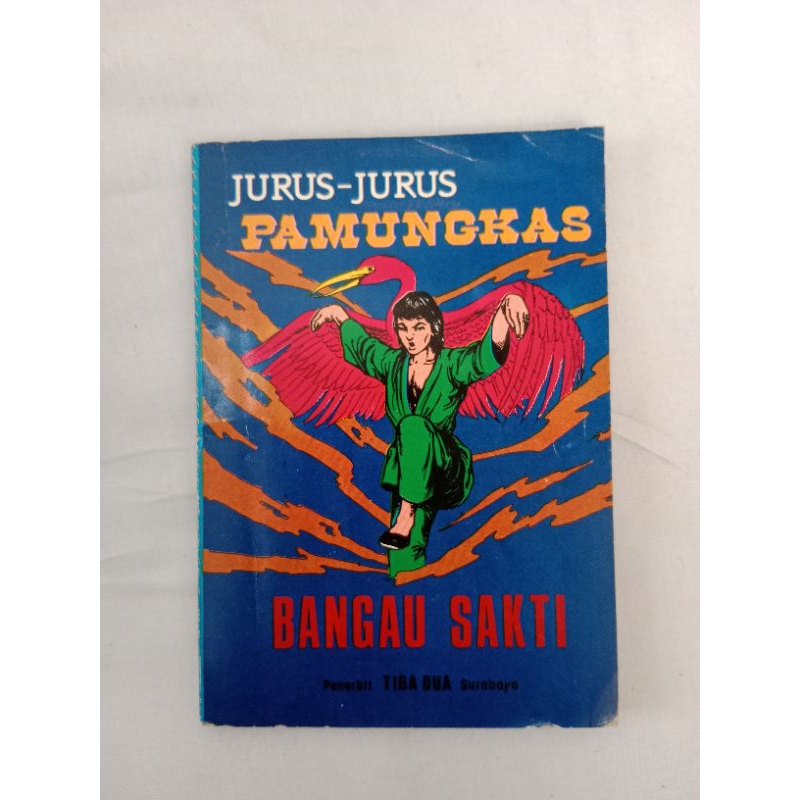 JURUS-JURUS
PAMUNGKAS
BANGAU SAKTI
Penerbit TIGA DUA Surabaya